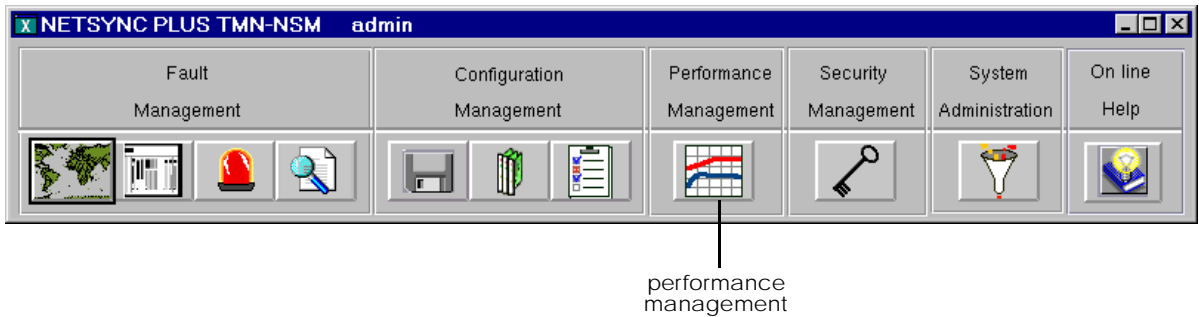 X NETSYNC PLUS TMN-NSM admin
Fault
Management
Configuration
Management
Performance
Management
Security
Management
System
Administration
On line
Help
performance
management